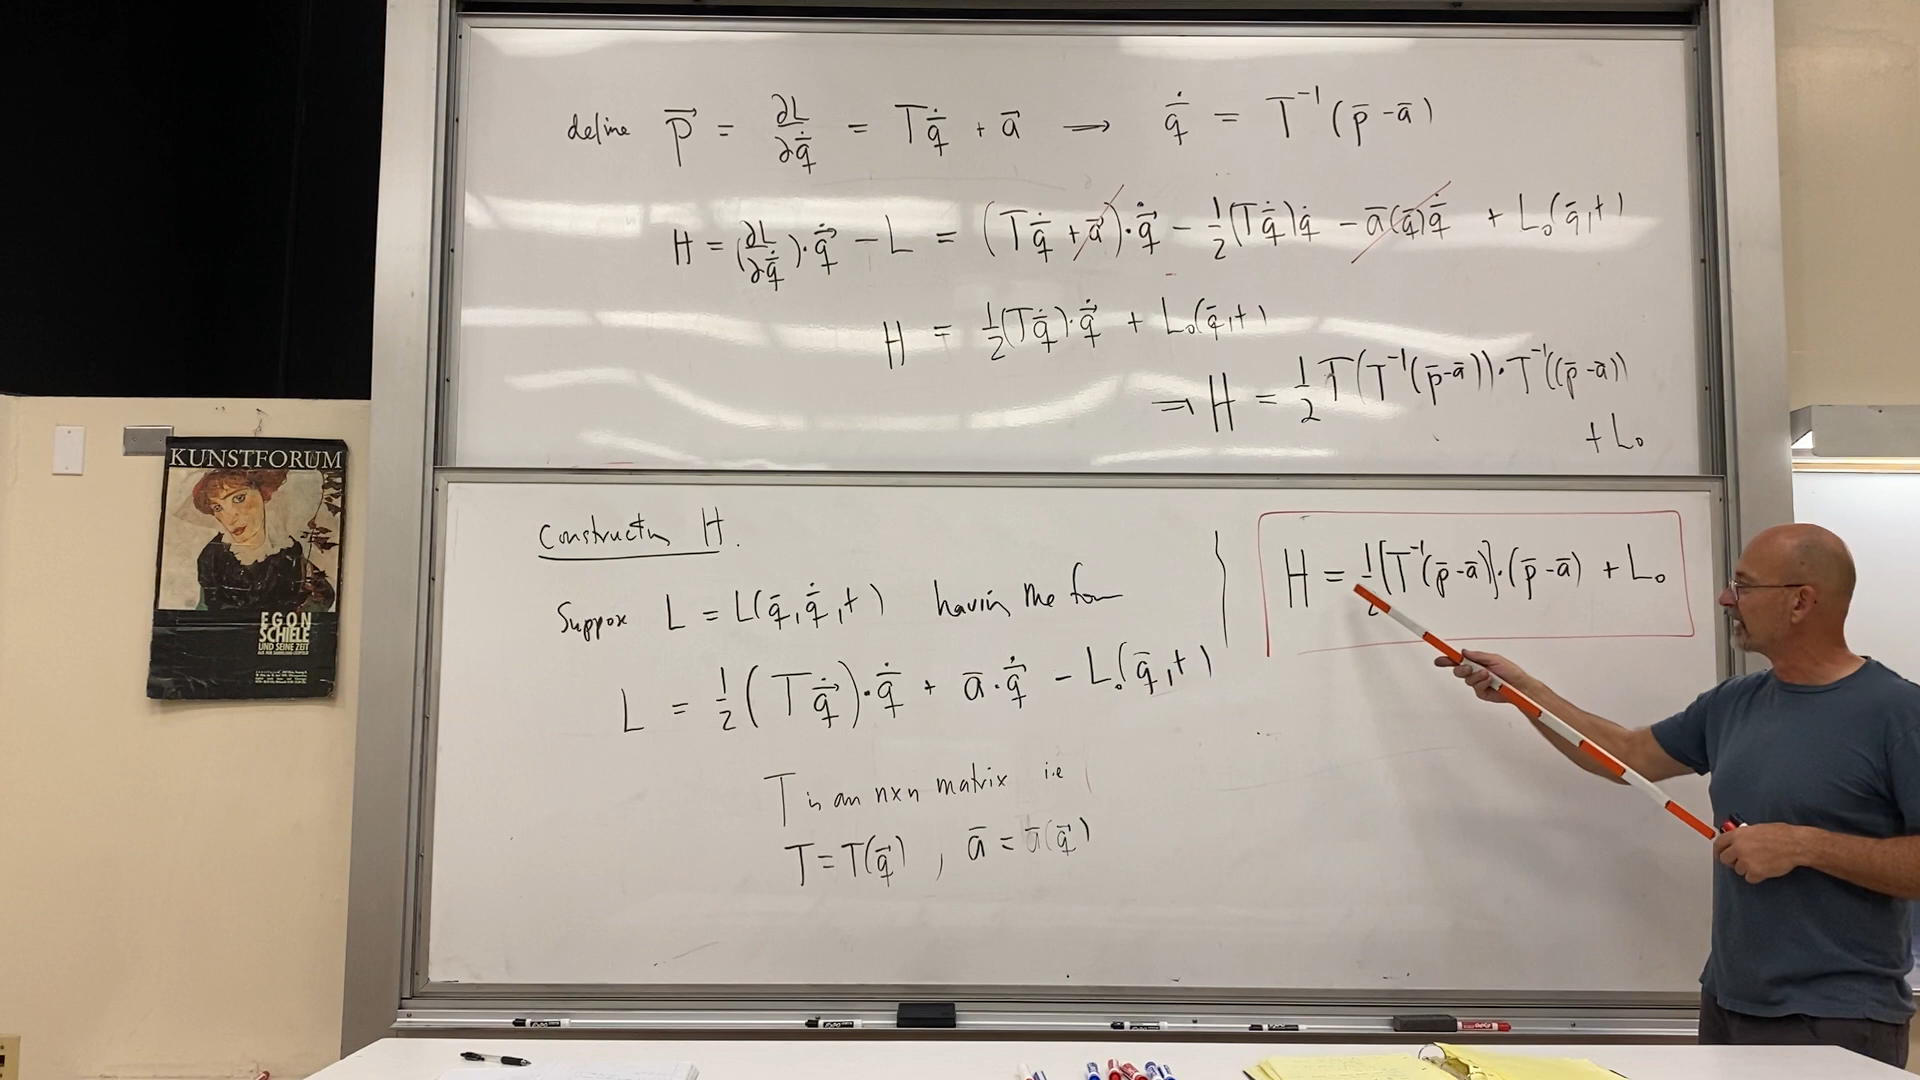 define p⃗ = ∂L/∂q̇̄ = Tq̇̄ + ā → q̇̄ = T⁻¹(p̄ - ā)
H = (∂L/∂q̇̄)·q̇⃗ - L = (Tq̇̄ + a⃗)·q̇⃗ - ½(Tq̇̄)q̇ - ā(q̄)q̇̄ + L₀(q̄,t)
H = ½(Tq̇̄)·q̇⃗ + L₀(q̄,t)
⇒ H = ½T(T⁻¹(p̄-ā))·T⁻¹((p̄-ā))
+ L₀
Constructin H.
Suppose L = L(q̄, q̇̄, t) having the form
L = ½(Tq̇⃗)·q̇̄ + ā·q̇̄ - L₀(q̄,t)
T is an nxn matrix i.e
T = T(q⃗), ā = ā(q⃗)
H = ½[T⁻¹(p̄-ā)]·(p̄-ā) + L₀
KUNSTFORUM
EGON
SCHIELE
UND SEINE ZEIT